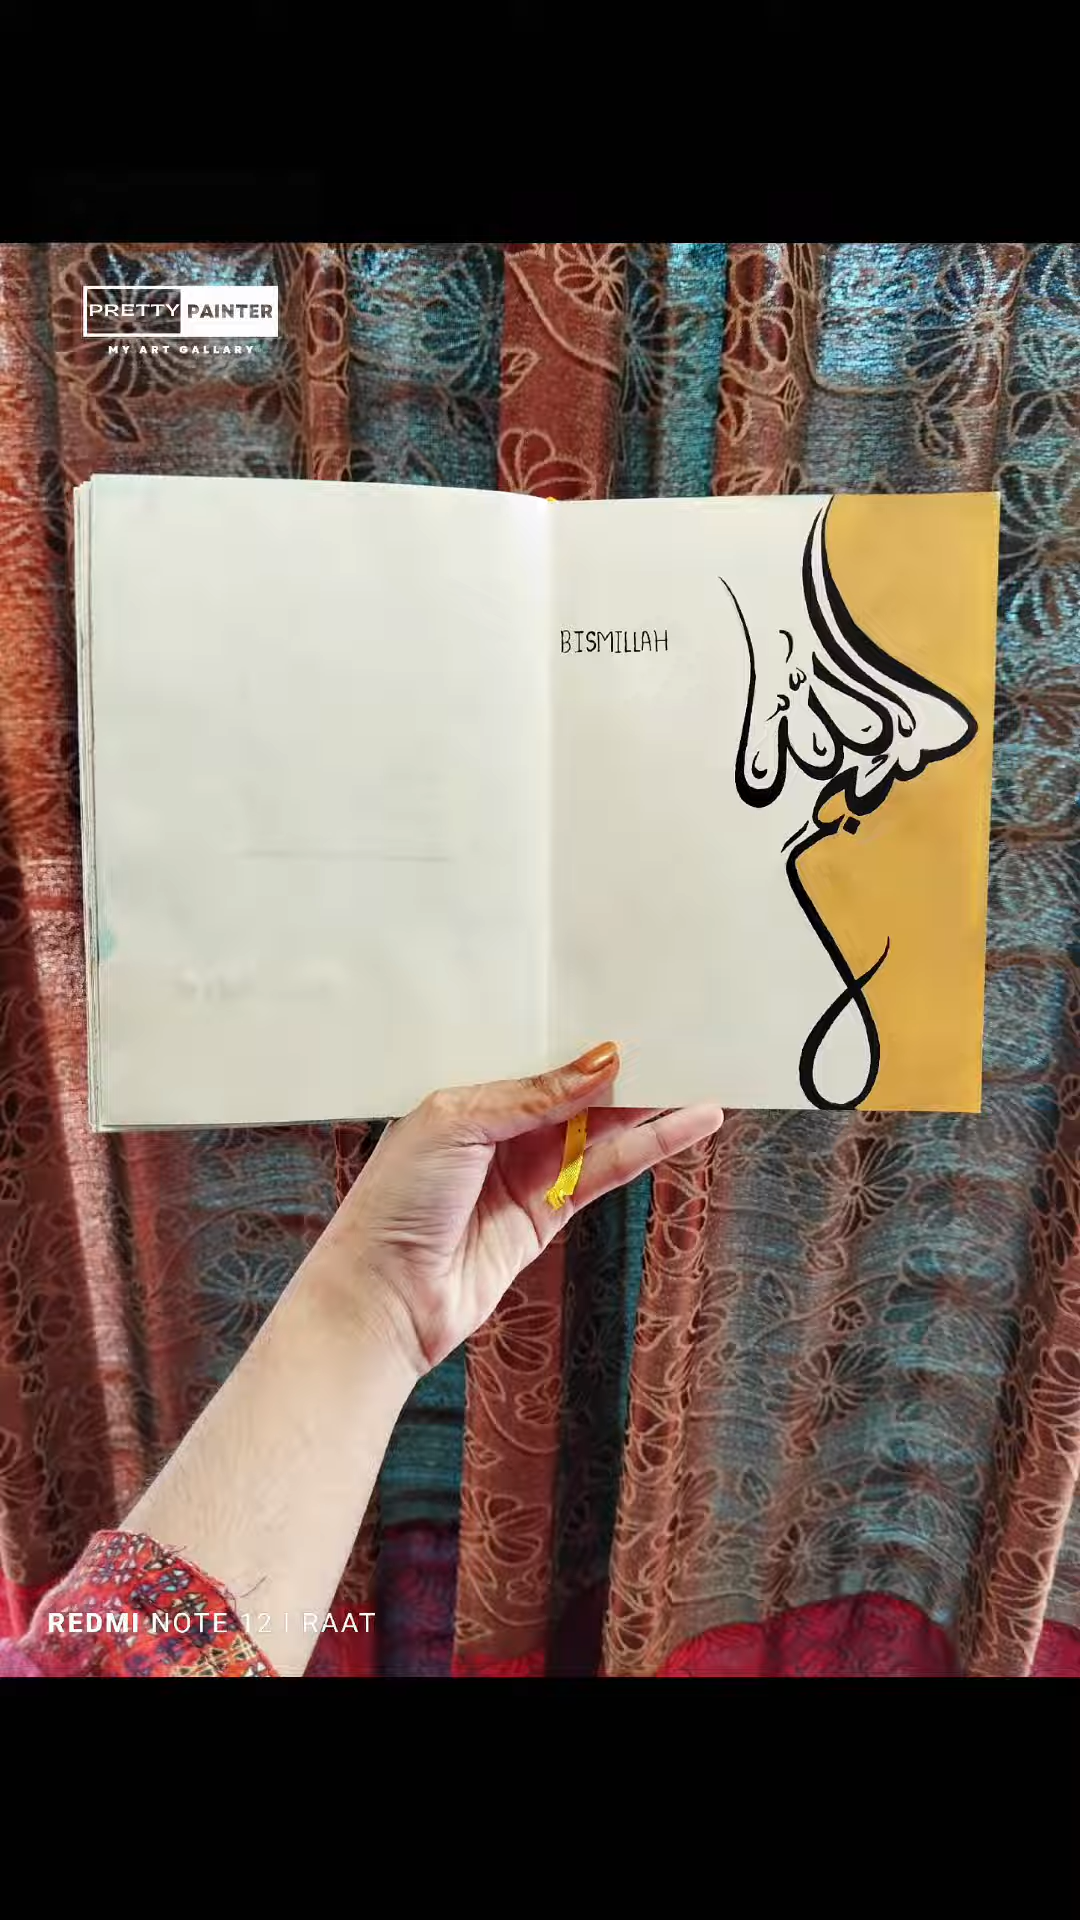 PRETTY PAINTER
MY ART GALLARY
BISMILLAH
بسم الله
REDMI NOTE 12 | RAAT